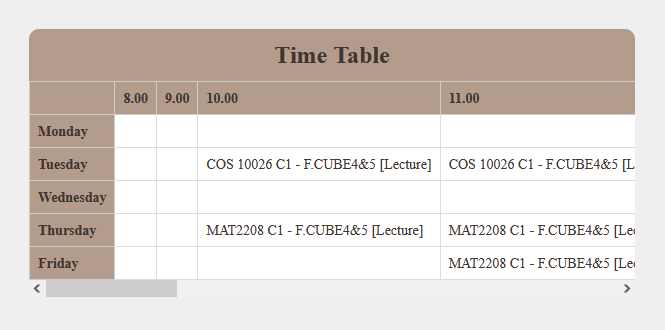 Time Table
8.00 9.00 10.00 11.00
Monday
Tuesday COS 10026 C1 - F.CUBE4&5 [Lecture] COS 10026 C1 - F.CUBE4&5 [L
Wednesday
Thursday MAT2208 C1 - F.CUBE4&5 [Lecture] MAT2208 C1 - F.CUBE4&5 [Le
Friday MAT2208 C1 - F.CUBE4&5 [Le